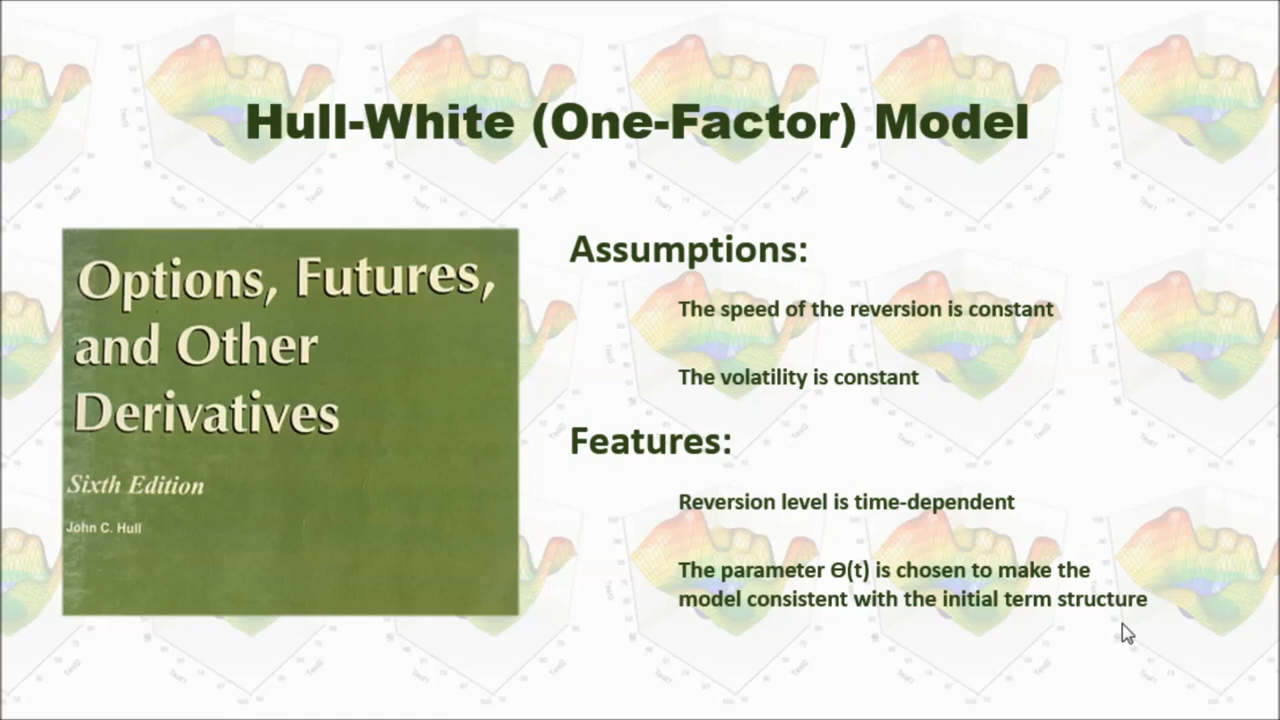 Hull-White (One-Factor) Model
Options, Futures,
and Other
Derivatives
Sixth Edition
John C. Hull
Assumptions:
The speed of the reversion is constant
The volatility is constant
Features:
Reversion level is time-dependent
The parameter Ɵ(t) is chosen to make the
model consistent with the initial term structure